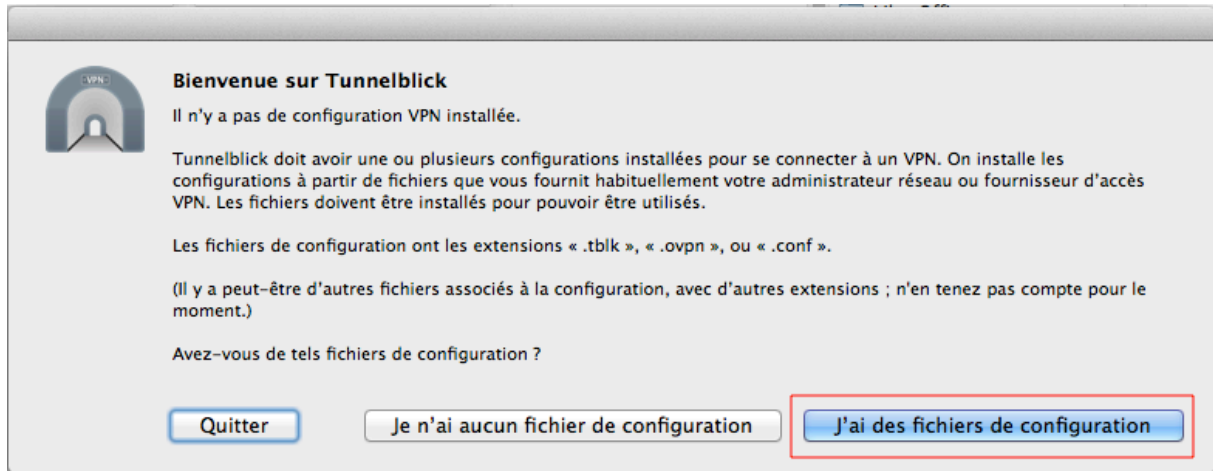 VPN
Bienvenue sur Tunnelblick
Il n'y a pas de configuration VPN installée.
Tunnelblick doit avoir une ou plusieurs configurations installées pour se connecter à un VPN. On installe les
configurations à partir de fichiers que vous fournit habituellement votre administrateur réseau ou fournisseur d'accès
VPN. Les fichiers doivent être installés pour pouvoir être utilisés.
Les fichiers de configuration ont les extensions « .tblk », « .ovpn », ou « .conf ».
(Il y a peut-être d'autres fichiers associés à la configuration, avec d'autres extensions ; n'en tenez pas compte pour le
moment.)
Avez-vous de tels fichiers de configuration ?
Quitter
Je n'ai aucun fichier de configuration
J'ai des fichiers de configuration